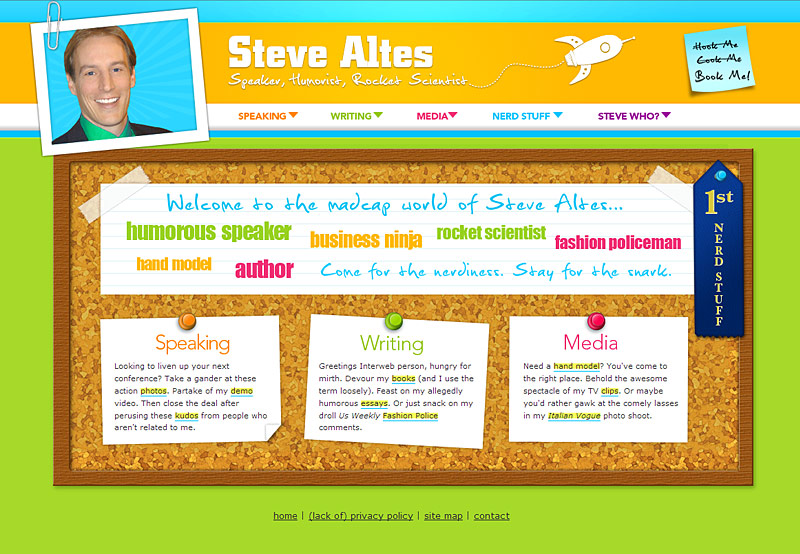 Steve Altes
Speaker, Humorist, Rocket Scientist
Hook Me
Cook Me
Book Me!
SPEAKING WRITING MEDIA NERD STUFF STEVE WHO?
Welcome to the madcap world of Steve Altes...
humorous speaker business ninja rocket scientist fashion policeman
hand model author Come for the nerdiness. Stay for the snark.
1st
NERD STUFF
Speaking
Looking to liven up your next
conference? Take a gander at these
action photos. Partake of my demo
video. Then close the deal after
perusing these kudos from people who
aren't related to me.
Writing
Greetings Interweb person, hungry for
mirth. Devour my books (and I use the
term loosely). Feast on my allegedly
humorous essays. Or just snack on my
droll Us Weekly Fashion Police
comments.
Media
Need a hand model? You've come to
the right place. Behold the awesome
spectacle of my TV clips. Or maybe
you'd rather gawk at the comely lasses
in my Italian Vogue photo shoot.
home | (lack of) privacy policy | site map | contact